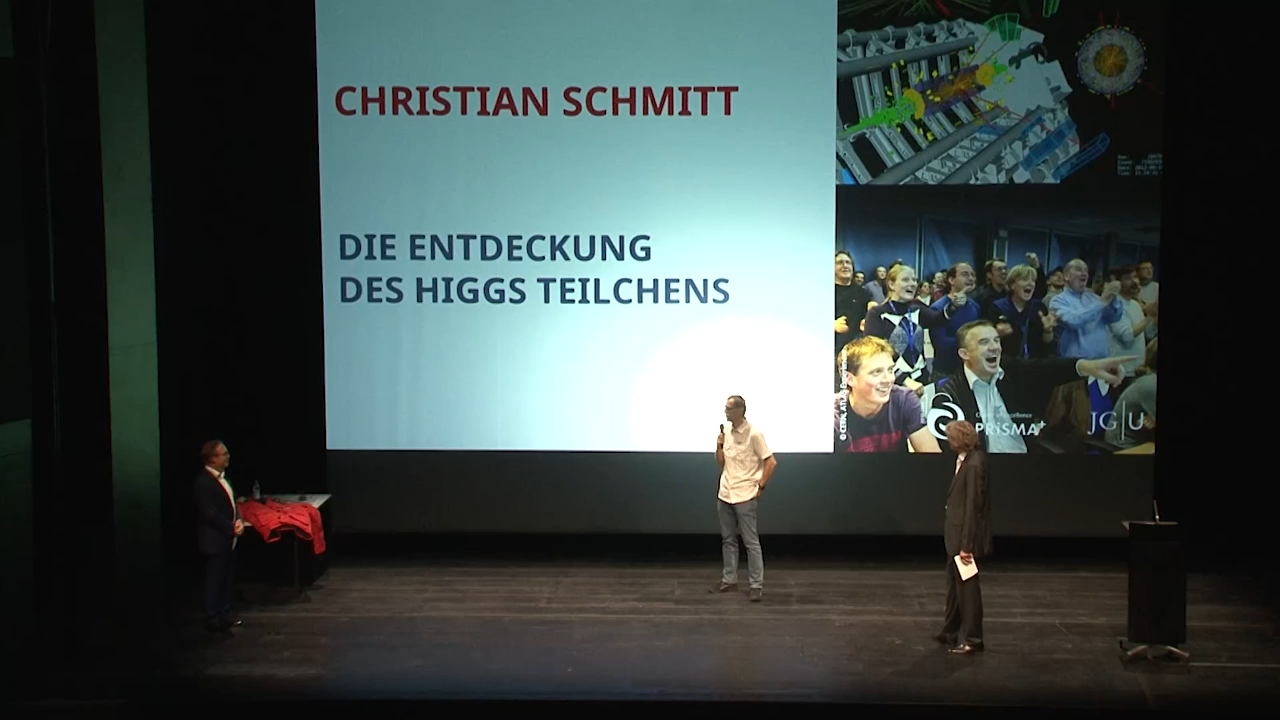 CHRISTIAN SCHMITT
DIE ENTDECKUNG
DES HIGGS TEILCHENS
PRiSMA+
JG|U